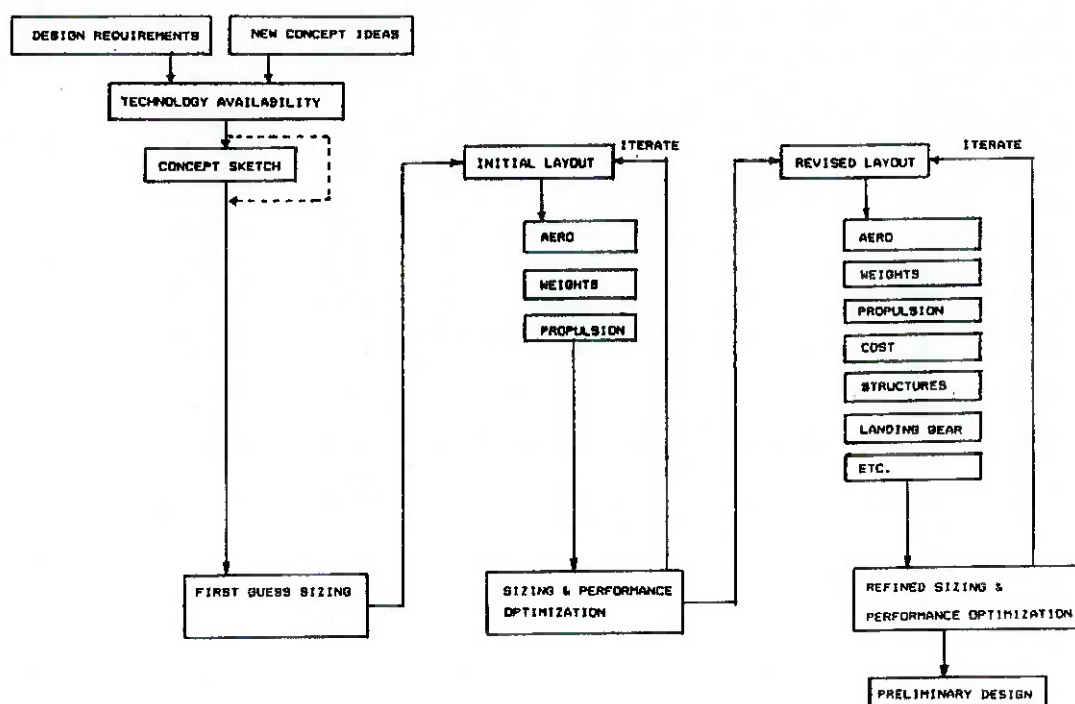 DESIGN REQUIREMENTS
NEW CONCEPT IDEAS
TECHNOLOGY AVAILABILITY
CONCEPT SKETCH
FIRST GUESS SIZING
INITIAL LAYOUT
ITERATE
AERO
WEIGHTS
PROPULSION
SIZING & PERFORMANCE
OPTIMIZATION
REVISED LAYOUT
ITERATE
AERO
WEIGHTS
PROPULSION
COST
STRUCTURES
LANDING GEAR
ETC.
REFINED SIZING &
PERFORMANCE OPTIMIZATION
PRELIMINARY DESIGN